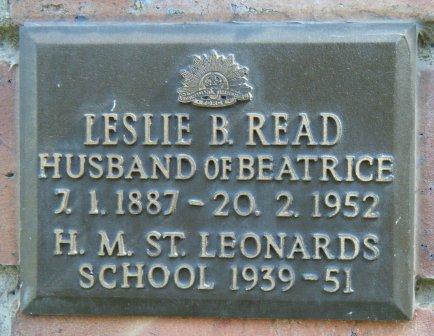 LESLIE B. READ
HUSBAND OF BEATRICE
7. 1. 1887 - 20. 2. 1952
H. M. ST. LEONARDS
SCHOOL 1939-51